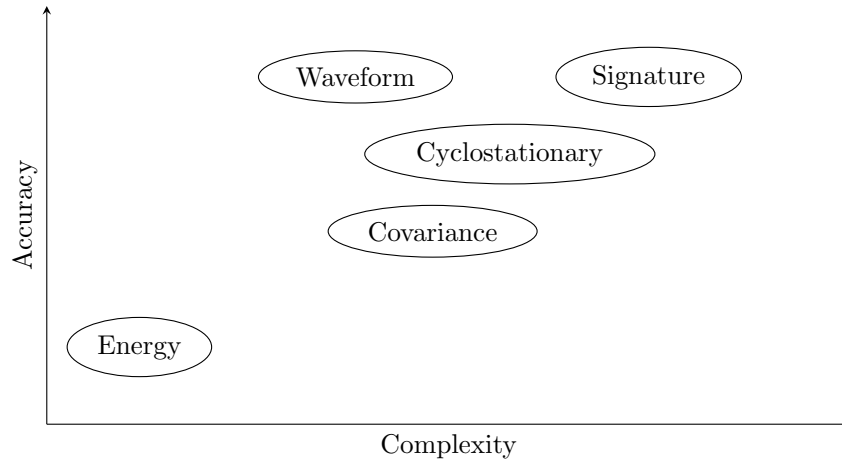 Waveform
Signature
Cyclostationary
Covariance
Energy
Accuracy
Complexity